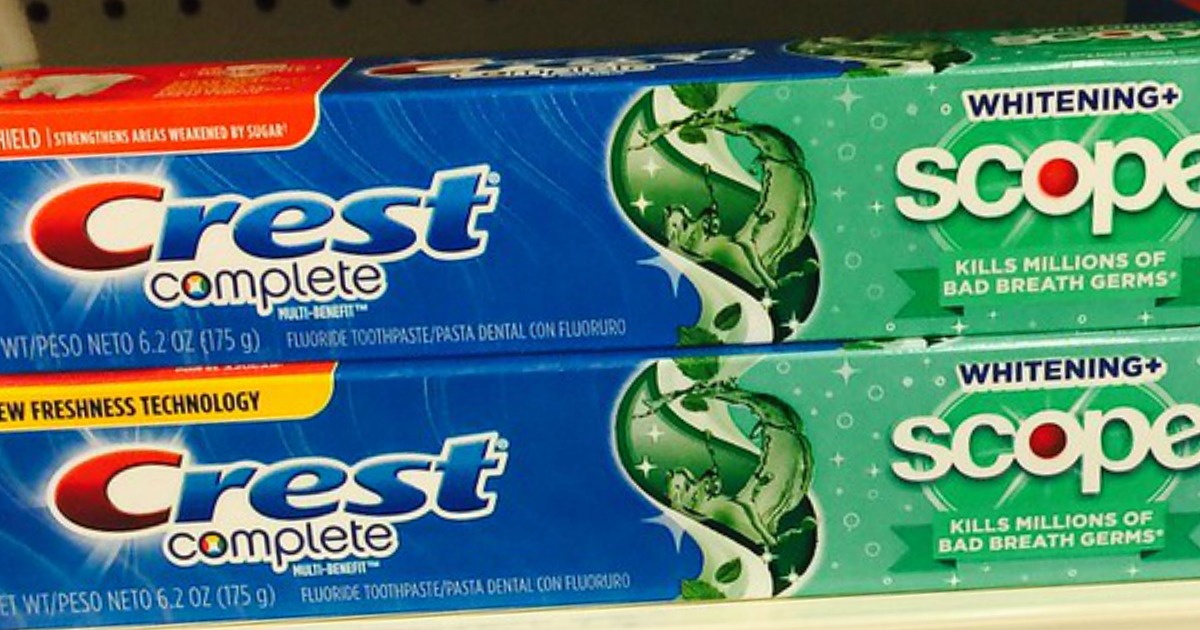 HIELD | STRENGTHENS AREAS WEAKENED BY SUGAR†
WHITENING+
Crest®
scope
complete
MULTI-BENEFIT™
KILLS MILLIONS OF
BAD BREATH GERMS*
WT/PESO NETO 6.2 OZ (175 g) FLUORIDE TOOTHPASTE/PASTA DENTAL CON FLUORURO
EW FRESHNESS TECHNOLOGY
WHITENING+
Crest®
scope
complete
MULTI-BENEFIT™
KILLS MILLIONS OF
BAD BREATH GERMS*
ET WT/PESO NETO 6.2 OZ (175 g) FLUORIDE TOOTHPASTE/PASTA DENTAL CON FLUORURO